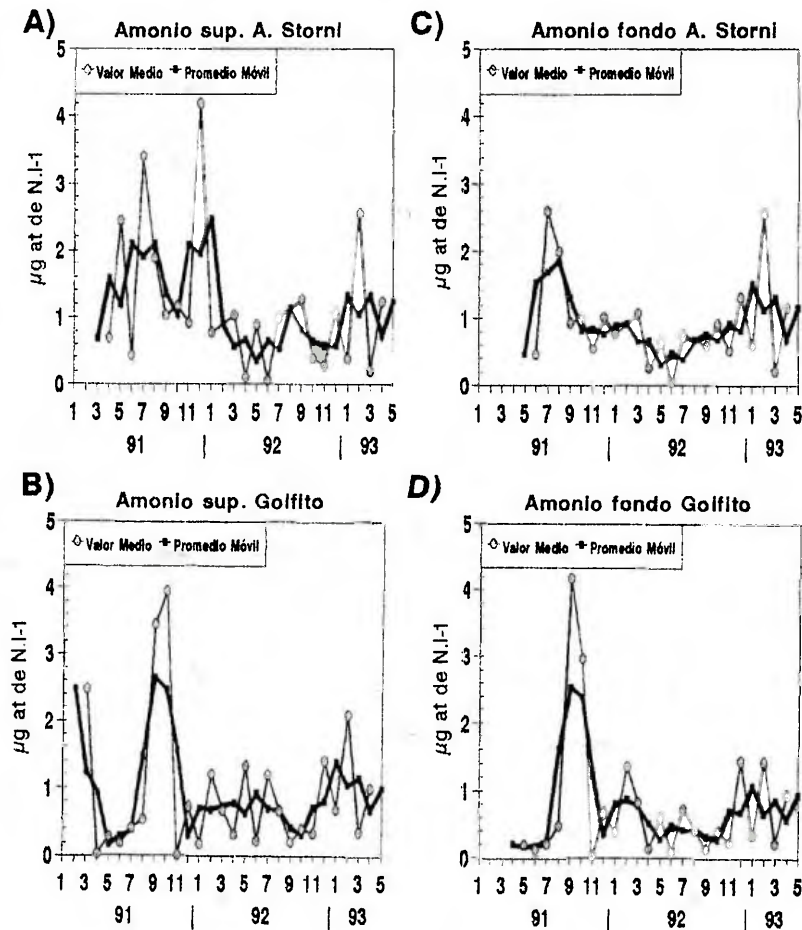 A)
Amonio sup. A. Storni
Valor Medio Promedio Móvil
µg at de N.l-1
5
4
3
2
1
0
1 3 5 7 9 11 1 3 5 7 9 11 1 3 5
91 | 92 | 93
C)
Amonio fondo A. Storni
Valor Medio Promedio Móvil
µg at de N.l-1
5
4
3
2
1
0
1 3 5 7 9 11 1 3 5 7 9 11 1 3 5
91 | 92 | 93
B)
Amonio sup. Golfito
Valor Medio Promedio Móvil
µg at de N.l-1
5
4
3
2
1
0
1 3 5 7 9 11 1 3 5 7 9 11 1 3 5
91 | 92 | 93
D)
Amonio fondo Golfito
Valor Medio Promedio Móvil
µg at de N.l-1
5
4
3
2
1
0
1 3 5 7 9 11 1 3 5 7 9 11 1 3 5
91 | 92 | 93